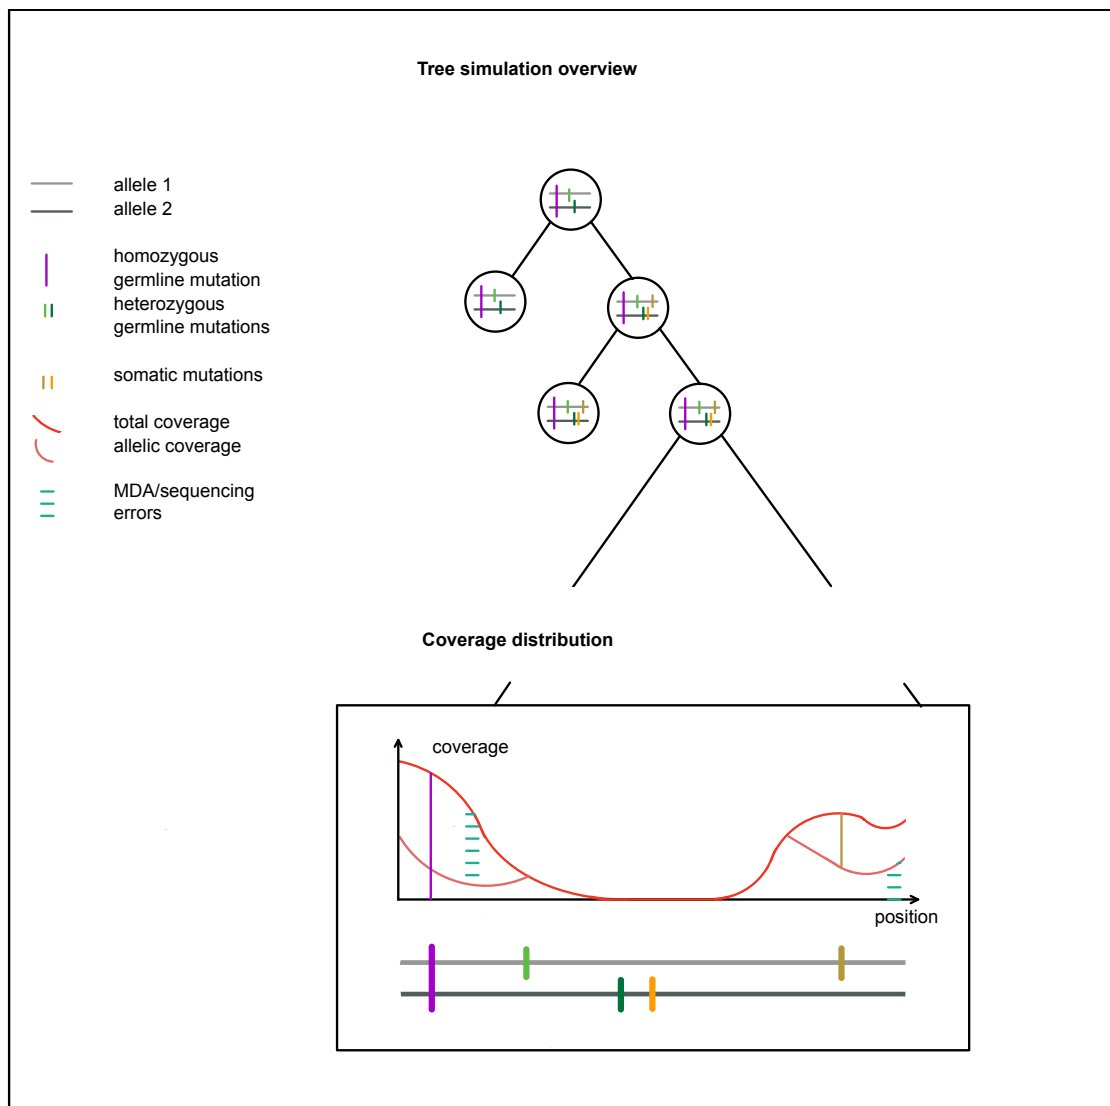 Tree simulation overview
allele 1
allele 2
homozygous
germline mutation
heterozygous
germline mutations
somatic mutations
total coverage
allelic coverage
MDA/sequencing
errors
Coverage distribution
coverage
position